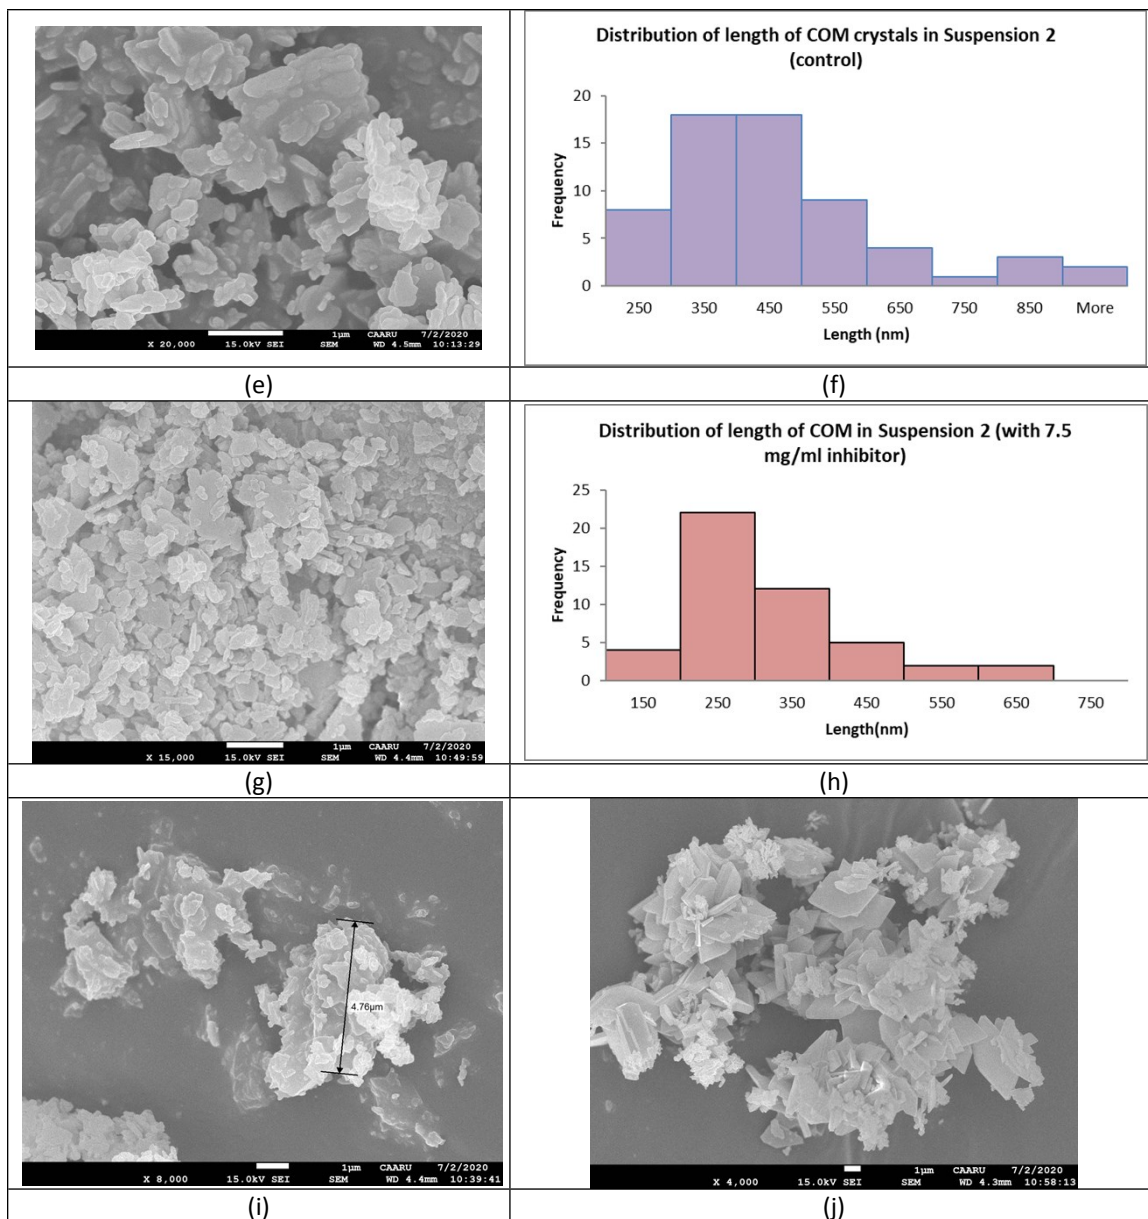 1µm CAARU 7/2/2020
X 20,000 15.0kV SEI SEM WD 4.5mm 10:13:29
Distribution of length of COM crystals in Suspension 2
(control)
20
15
10
5
0
Frequency
250 350 450 550 650 750 850 More
Length (nm)
(e)
(f)
1µm CAARU 7/2/2020
X 15,000 15.0kV SEI SEM WD 4.4mm 10:49:59
Distribution of length of COM in Suspension 2 (with 7.5
mg/ml inhibitor)
25
20
15
10
5
0
Frequency
150 250 350 450 550 650 750
Length(nm)
(g)
(h)
4.76µm
1µm CAARU 7/2/2020
X 8,000 15.0kV SEI SEM WD 4.4mm 10:39:41
1µm CAARU 7/2/2020
X 4,000 15.0kV SEI SEM WD 4.3mm 10:58:13
(i)
(j)